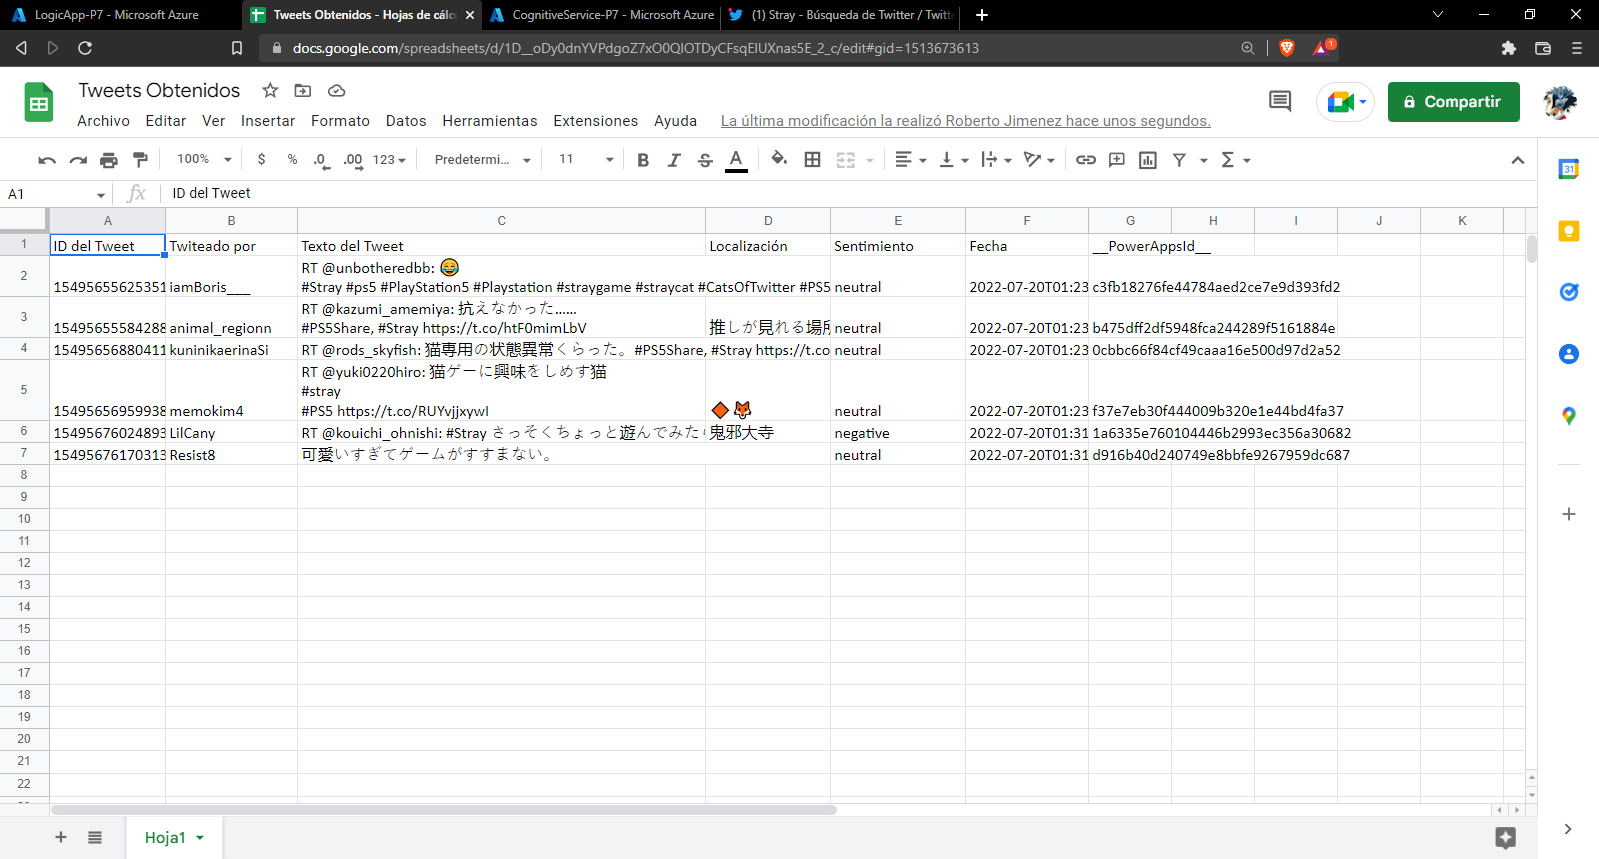 LogicApp-P7 - Microsoft Azure
Tweets Obtenidos - Hojas de cálc
CognitiveService-P7 - Microsoft Azure
(1) Stray - Búsqueda de Twitter / Twitt
docs.google.com/spreadsheets/d/1D__oDy0dnYVPdgoZ7xO0QlOTDyCFsqElUXnas5E_2_c/edit#gid=1513673613
1
Tweets Obtenidos
Compartir
Archivo Editar Ver Insertar Formato Datos Herramientas Extensiones Ayuda La última modificación la realizó Roberto Jimenez hace unos segundos.
100% $ % .0 .00 123 Predetermi... 11 B I S A
31
A1 fx ID del Tweet
A B C D E F G H I J K
1 ID del Tweet Twiteado por Texto del Tweet Localización Sentimiento Fecha __PowerAppsId__
RT @unbotheredbb: 😂
2 15495655625351 iamBoris___ #Stray #ps5 #PlayStation5 #Playstation #straygame #straycat #CatsOfTwitter #PS5 neutral 2022-07-20T01:23 c3fb18276fe44784aed2ce7e9d393fd2
RT @kazumi_amemiya: 抗えなかった……
3 15495655584288 animal_regionn #PS5Share, #Stray https://t.co/htF0mimLbV 推しが見れる場所 neutral 2022-07-20T01:23 b475dff2df5948fca244289f5161884e
4 15495656880411 kuninikaerinaSi RT @rods_skyfish: 猫専用の状態異常くらった。#PS5Share, #Stray https://t.co neutral 2022-07-20T01:23 0cbbc66f84cf49caaa16e500d97d2a52
RT @yuki0220hiro: 猫ゲーに興味をしめす猫
#stray
5 15495656959938 memokim4 #PS5 https://t.co/RUYvjjxywI 🔶🦊 neutral 2022-07-20T01:23 f37e7eb30f444009b320e1e44bd4fa37
6 15495676024893 LilCany RT @kouichi_ohnishi: #Stray さっそくちょっと遊んでみた 鬼邪大寺 negative 2022-07-20T01:31 1a6335e760104446b2993ec356a30682
7 15495676170313 Resist8 可愛いすぎてゲームがすすまない。 neutral 2022-07-20T01:31 d916b40d240749e8bbfe9267959dc687
8
9
10
11
12
13
14
15
16
17
18
19
20
21
22
Hoja1